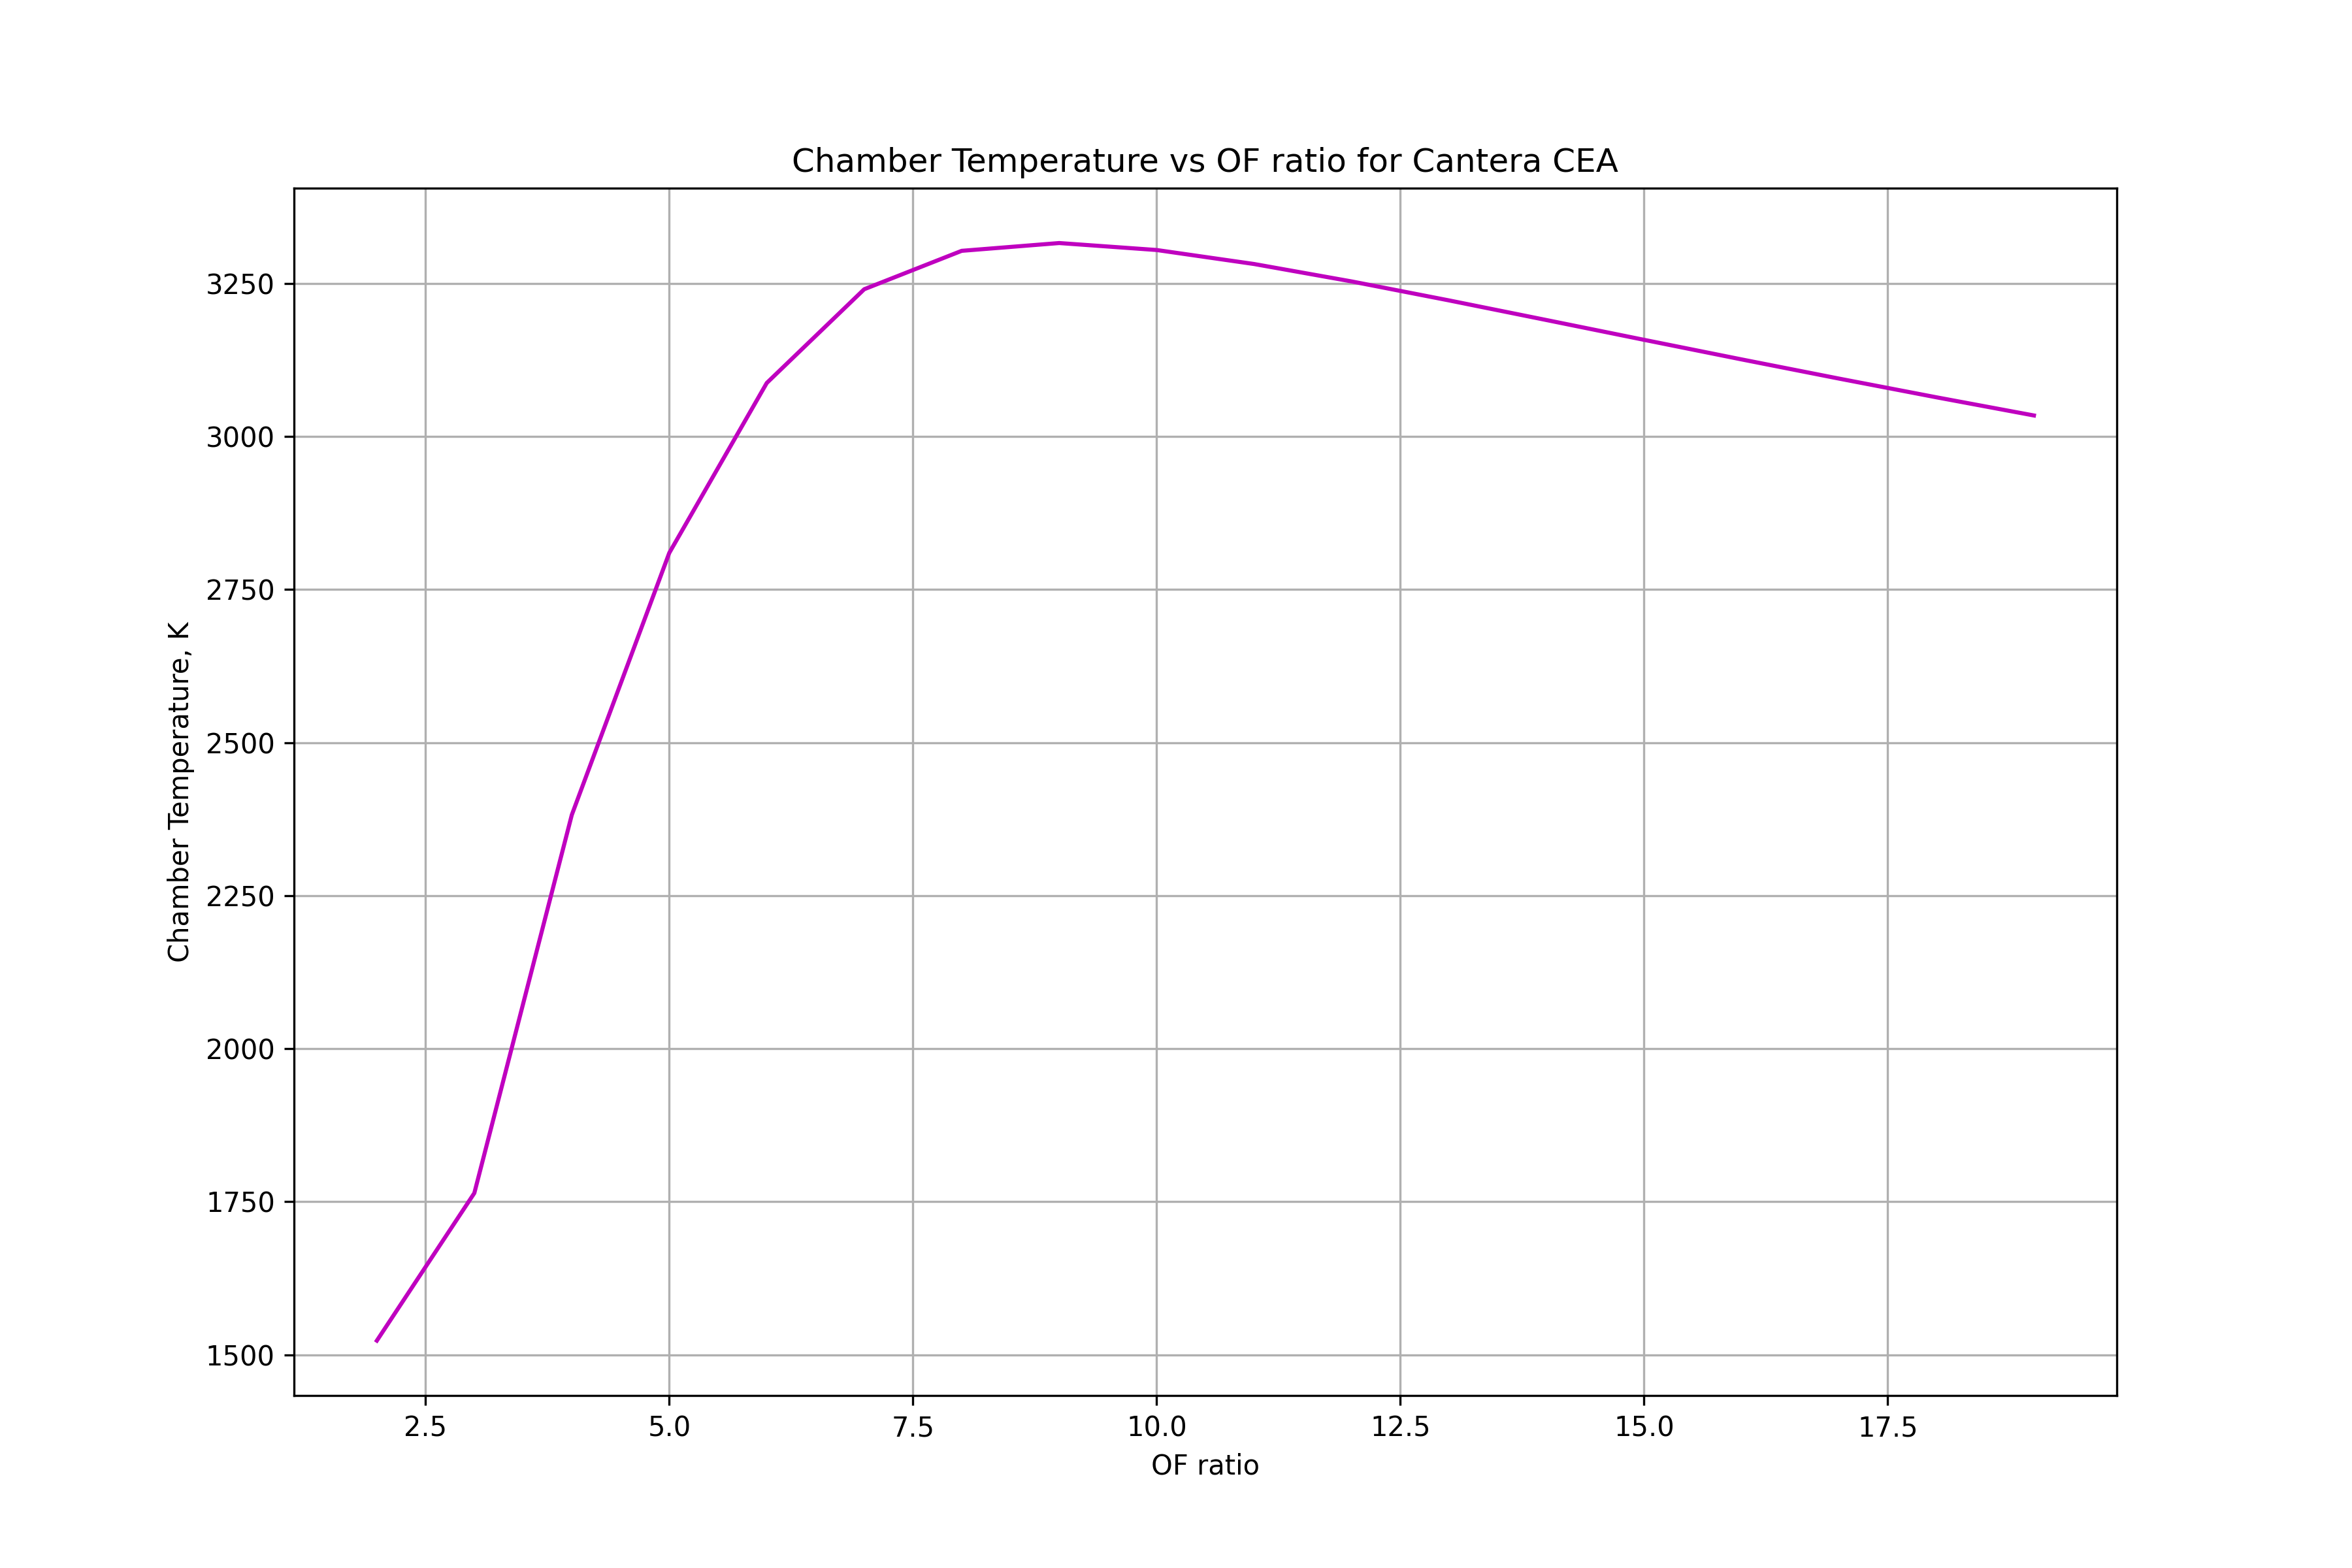 Chamber Temperature vs OF ratio for Cantera CEA
Chamber Temperature, K
3250
3000
2750
2500
2250
2000
1750
1500
2.5 5.0 7.5 10.0 12.5 15.0 17.5
OF ratio